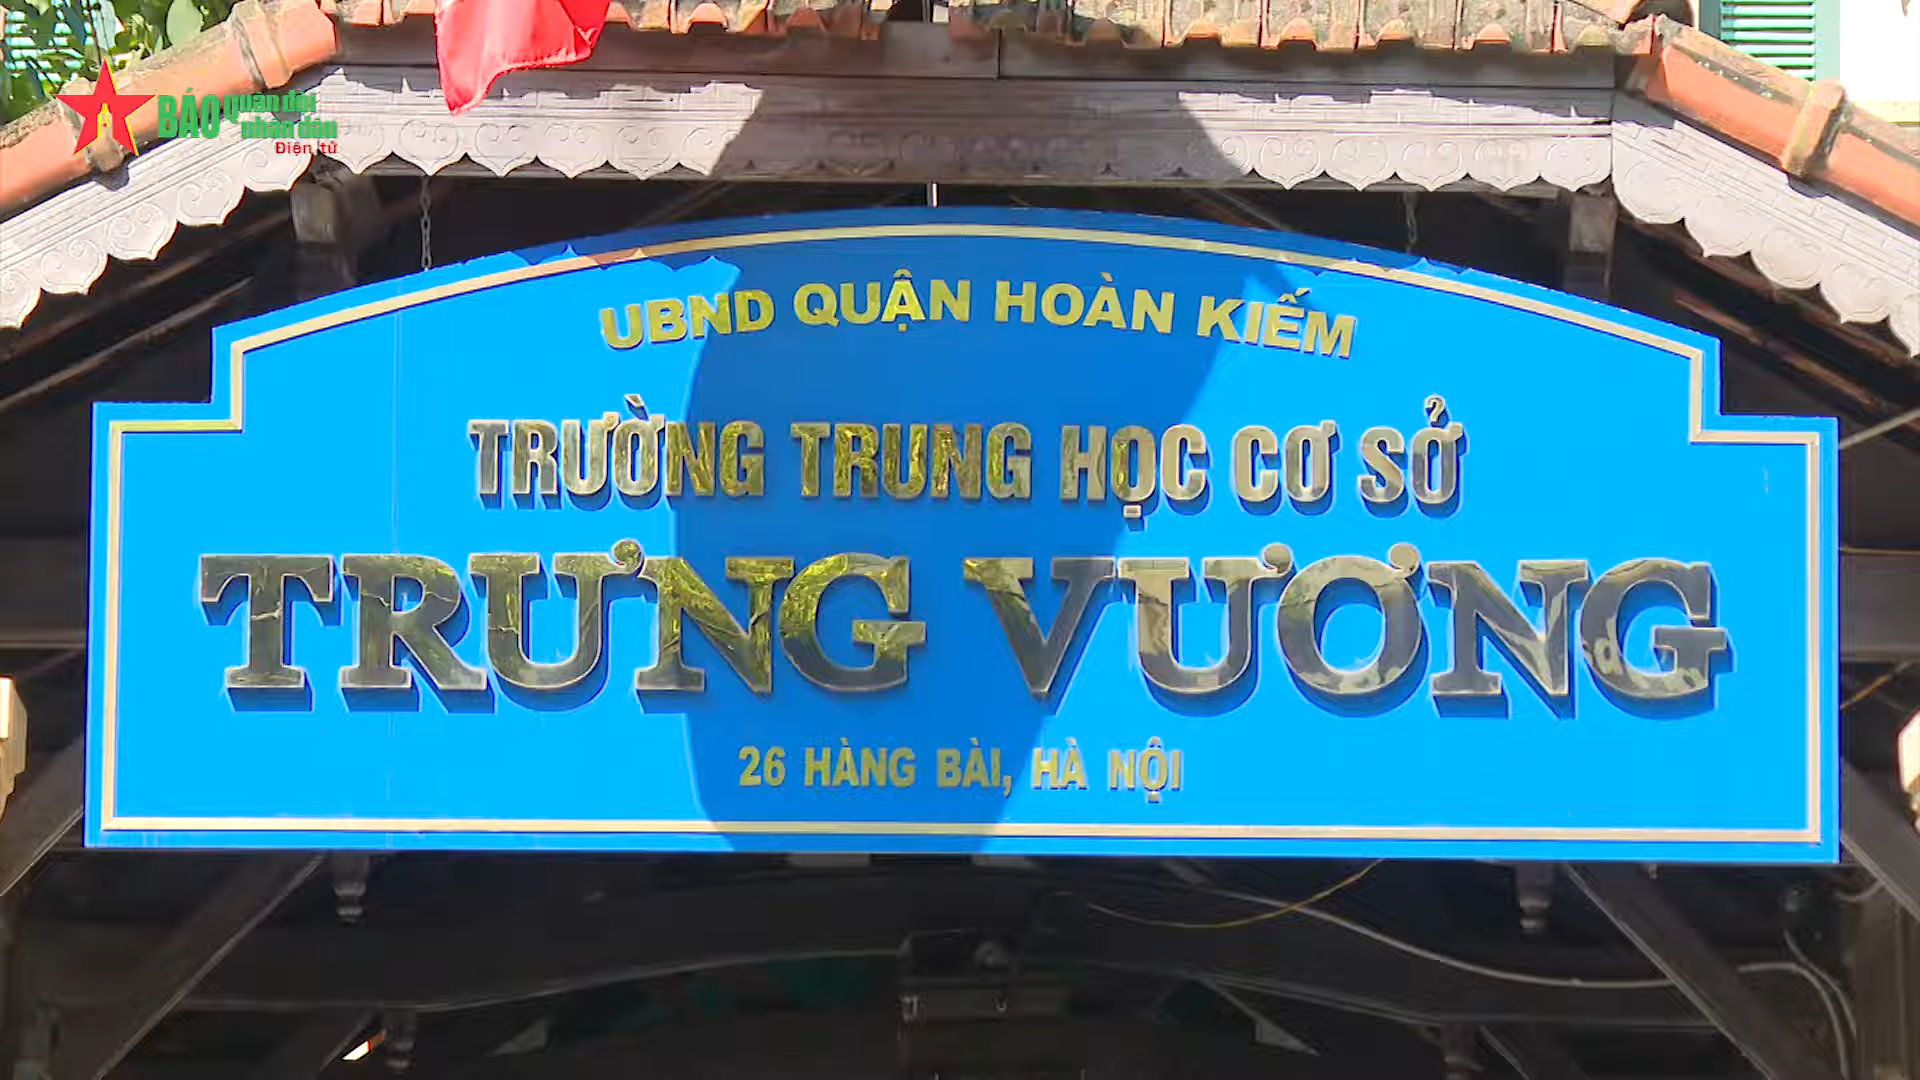 BÁO Quân đội
nhân dân
Điện tử
UBND QUẬN HOÀN KIẾM
TRƯỜNG TRUNG HỌC CƠ SỞ
TRƯNG VƯƠNG
26 HÀNG BÀI, HÀ NỘI